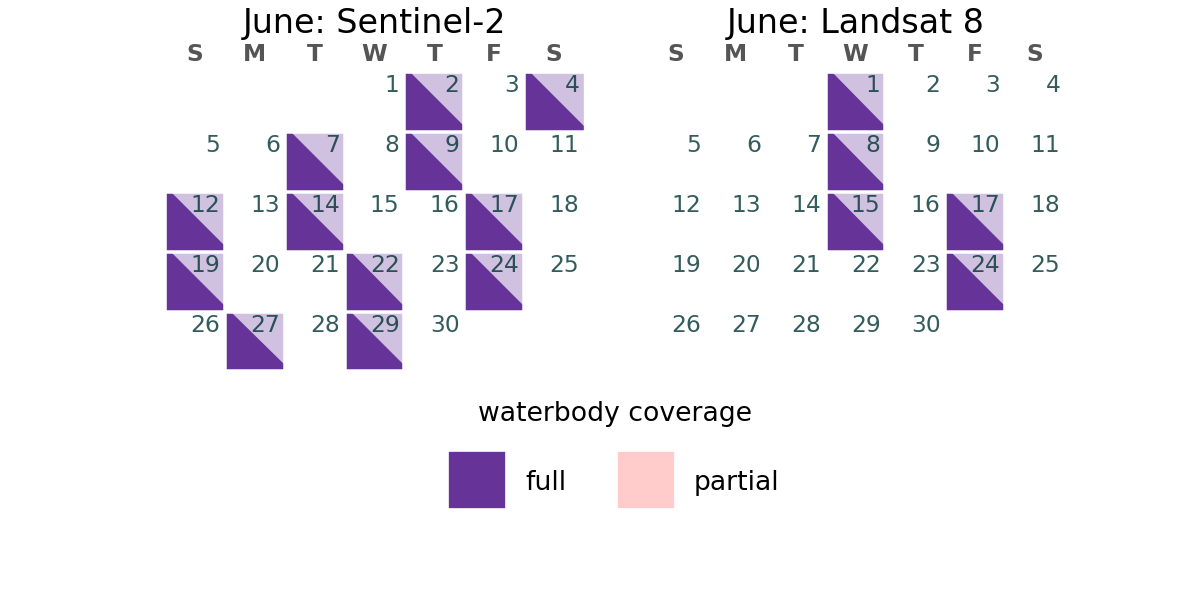 June: Sentinel-2
S M T W T F S
1 2 3 4
5 6 7 8 9 10 11
12 13 14 15 16 17 18
19 20 21 22 23 24 25
26 27 28 29 30
June: Landsat 8
S M T W T F S
1 2 3 4
5 6 7 8 9 10 11
12 13 14 15 16 17 18
19 20 21 22 23 24 25
26 27 28 29 30
waterbody coverage
full partial